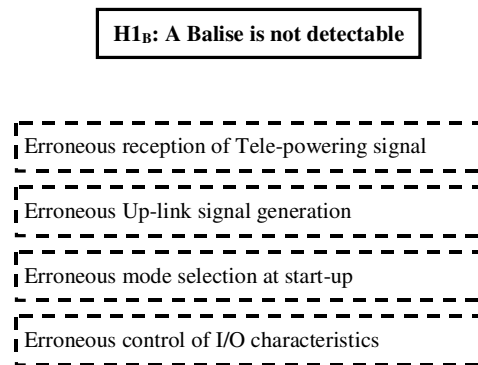 H1B: A Balise is not detectable
Erroneous reception of Tele-powering signal
Erroneous Up-link signal generation
Erroneous mode selection at start-up
Erroneous control of I/O characteristics